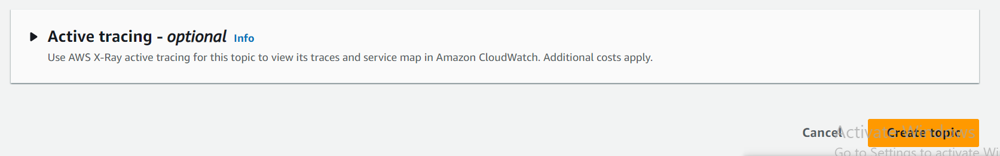 Active tracing - optional Info
Use AWS X-Ray active tracing for this topic to view its traces and service map in Amazon CloudWatch. Additional costs apply.
Cancel
Create topic
Activate Windows
Go to Settings to activate Wi